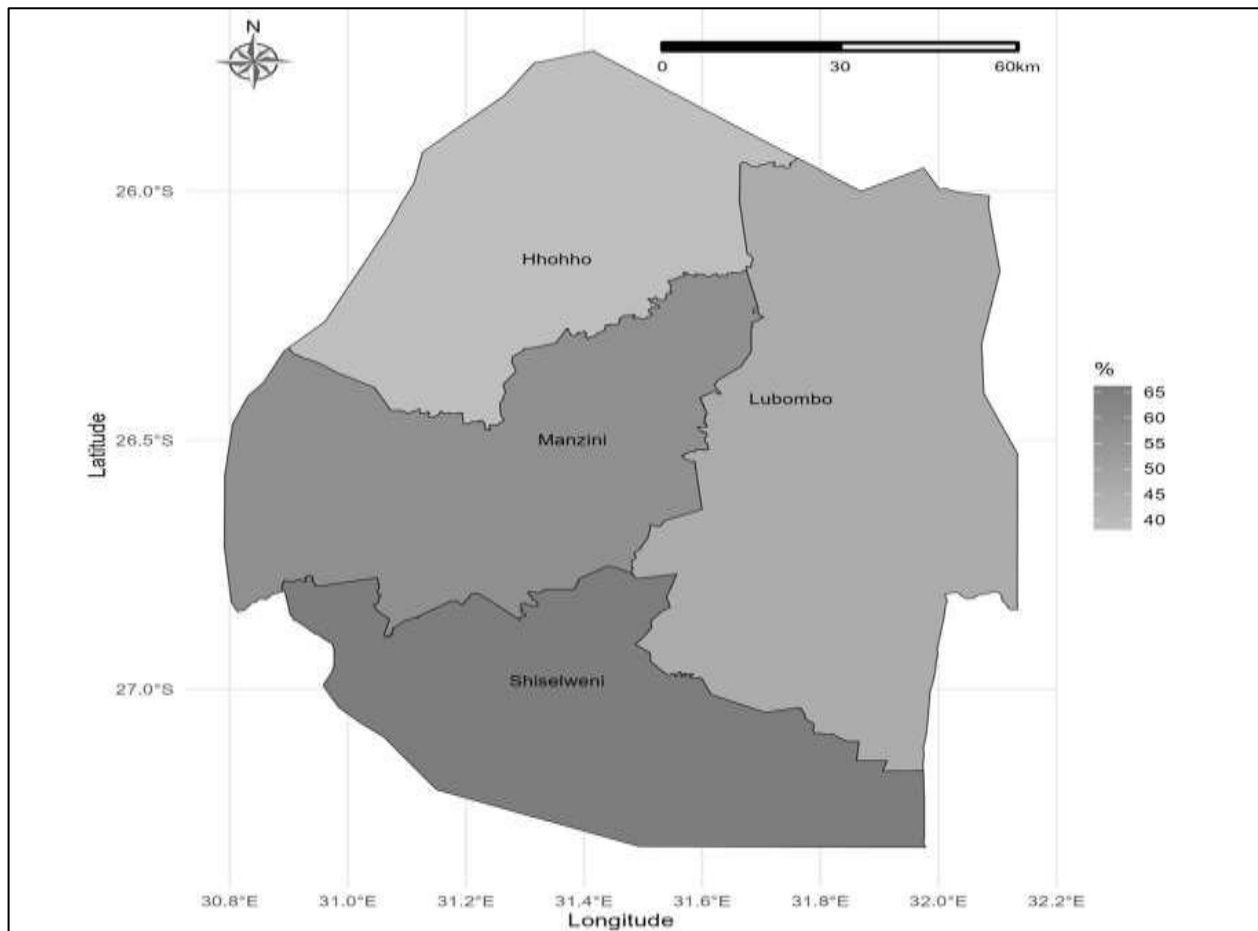 N
0 30 60km
26.0°S
Hhohho
%
65
60
55
50
45
40
Lubombo
Latitude
26.5°S
Manzini
27.0°S
Shiselweni
30.8°E 31.0°E 31.2°E 31.4°E 31.6°E 31.8°E 32.0°E 32.2°E
Longitude